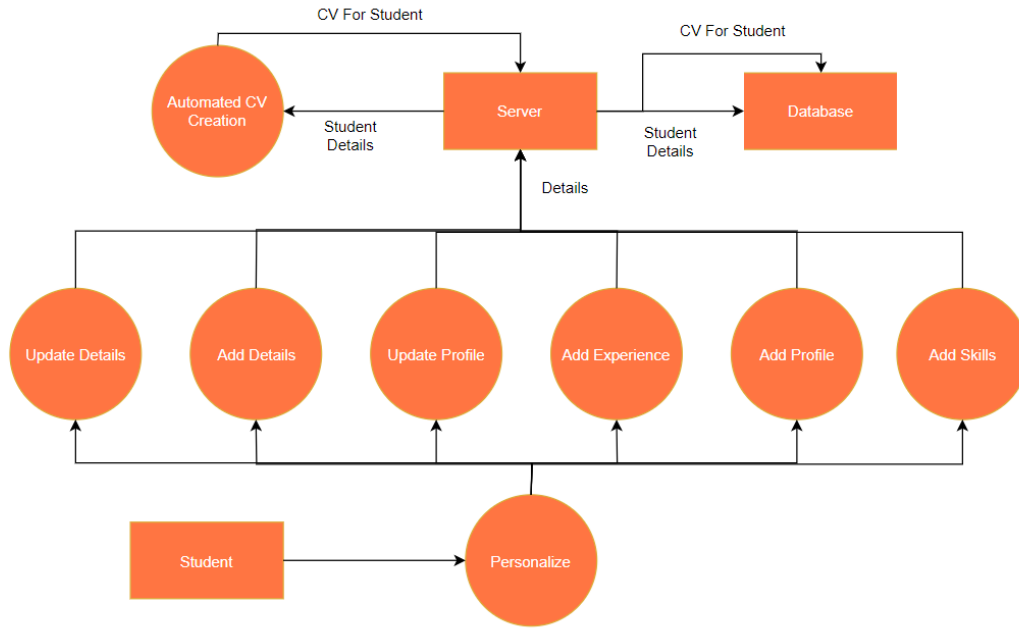 CV For Student
CV For Student
Automated CV
Creation
Server
Database
Student
Details
Student
Details
Details
Update Details
Add Details
Update Profile
Add Experience
Add Profile
Add Skills
Student
Personalize